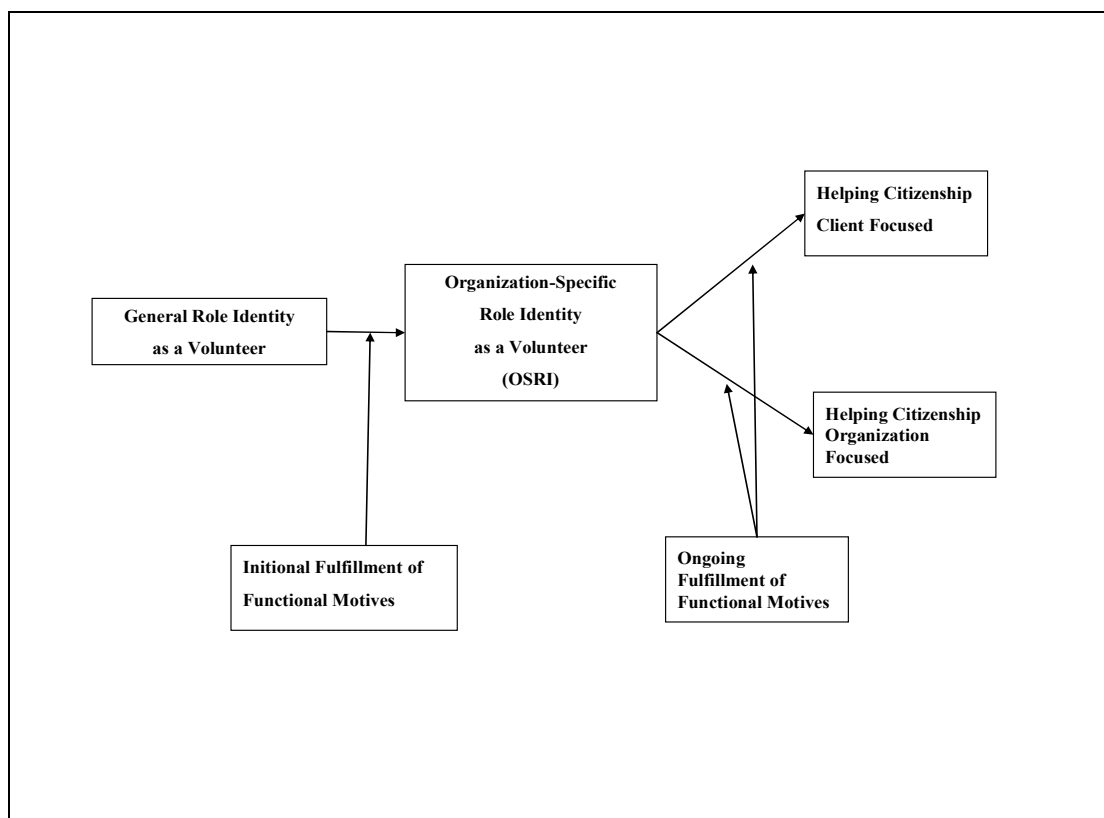 General Role Identity
as a Volunteer
Organization-Specific
Role Identity
as a Volunteer
(OSRI)
Helping Citizenship
Client Focused
Helping Citizenship
Organization
Focused
Initional Fulfillment of
Functional Motives
Ongoing
Fulfillment of
Functional Motives